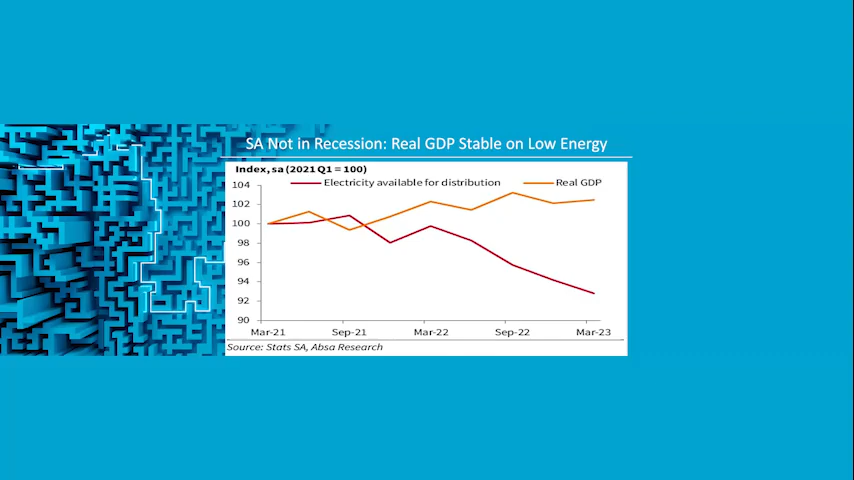 SA Not in Recession: Real GDP Stable on Low Energy
Index, sa (2021 Q1 = 100)
Electricity available for distribution Real GDP
104
102
100
98
96
94
92
90
Mar-21 Sep-21 Mar-22 Sep-22 Mar-23
Source: Stats SA, Absa Research